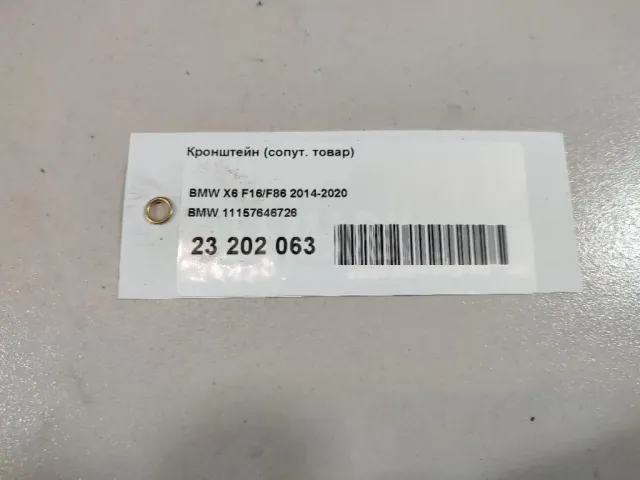 Кронштейн (сопут. товар)
BMW X6 F16/F86 2014-2020
BMW 11157646726
23 202 063